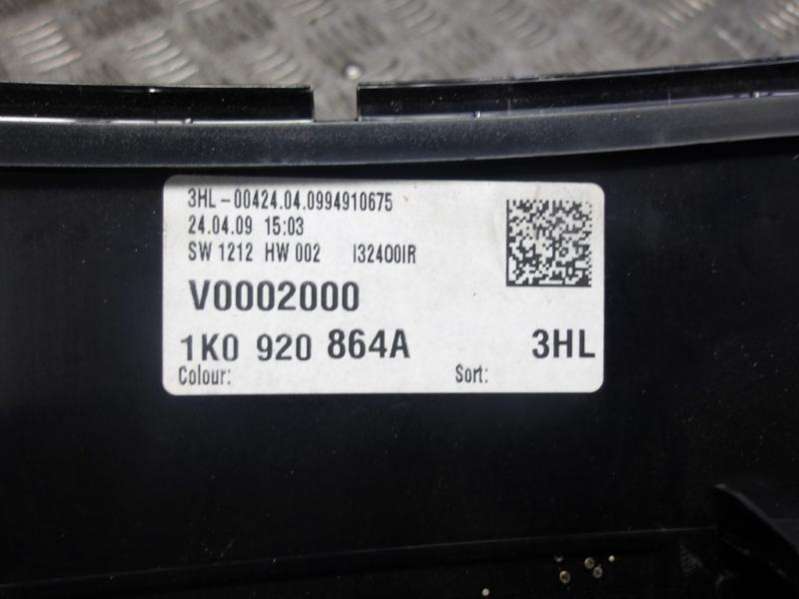 3HL-00424.04.0994910675
24.04.09 15:03
SW 1212 HW 002 I32400IR
V0002000
1K0 920 864A 3HL
Colour: Sort: